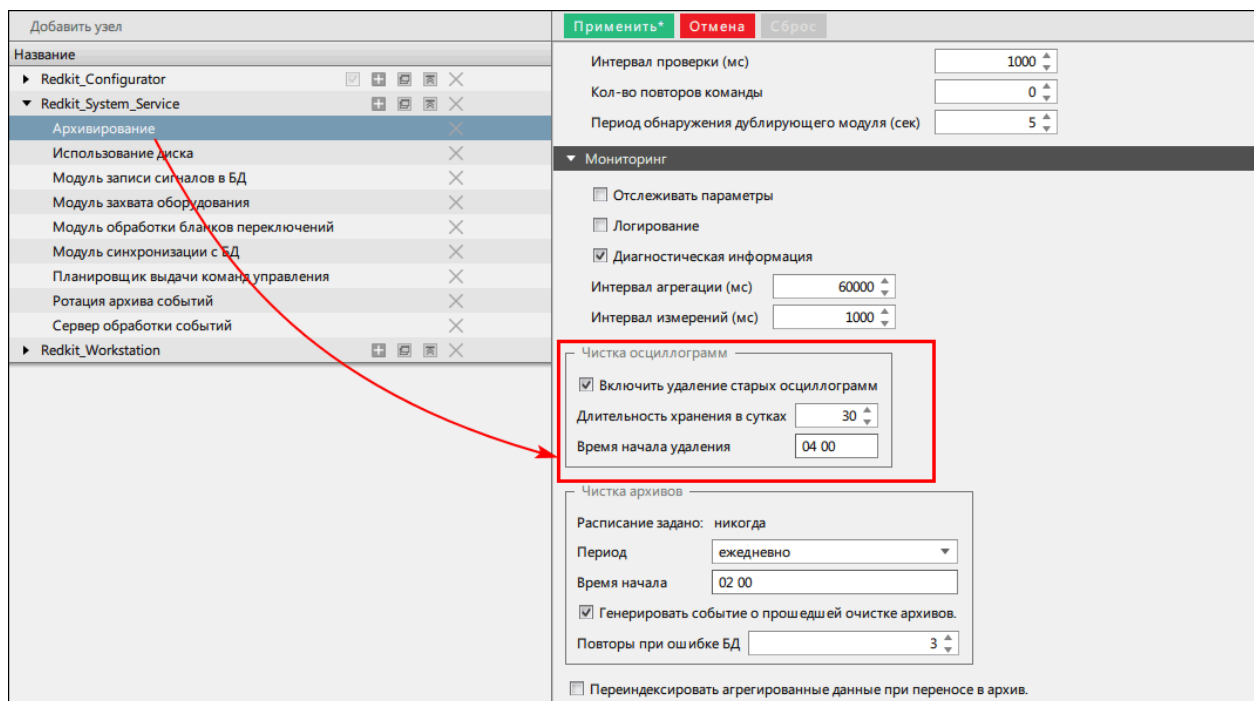 Добавить узел
Название
Redkit_Configurator
Redkit_System_Service
Архивирование
Использование диска
Модуль записи сигналов в БД
Модуль захвата оборудования
Модуль обработки бланков переключений
Модуль синхронизации с БД
Планировщик выдачи команд управления
Ротация архива событий
Сервер обработки событий
Redkit_Workstation
Применить* Отмена Сброс
Интервал проверки (мс) 1000
Кол-во повторов команды 0
Период обнаружения дублирующего модуля (сек) 5
Мониторинг
Отслеживать параметры
Логирование
Диагностическая информация
Интервал агрегации (мс) 60000
Интервал измерений (мс) 1000
Чистка осциллограмм
Включить удаление старых осциллограмм
Длительность хранения в сутках 30
Время начала удаления 04 00
Чистка архивов
Расписание задано: никогда
Период ежедневно
Время начала 02 00
Генерировать событие о прошедшей очистке архивов.
Повторы при ошибке БД 3
Переиндексировать агрегированные данные при переносе в архив.